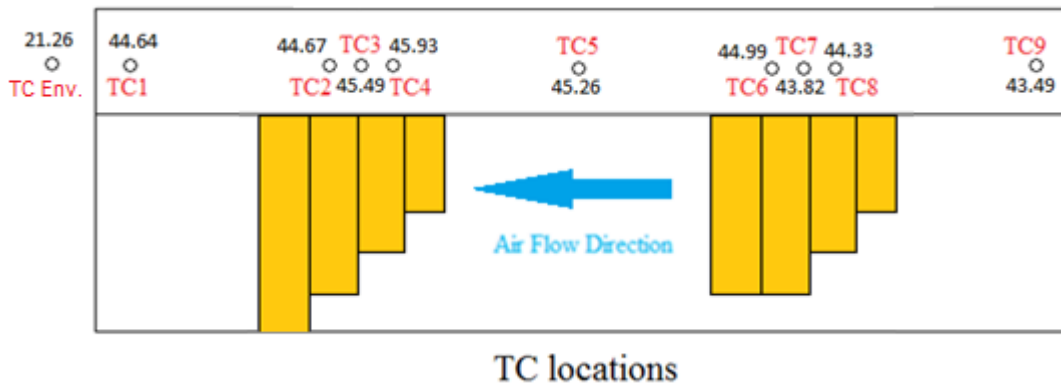 21.26
TC Env.
44.64
TC1
44.67 TC3 45.93
TC2 45.49 TC4
TC5
45.26
44.99 TC7 44.33
TC6 43.82 TC8
TC9
43.49
Air Flow Direction
TC locations